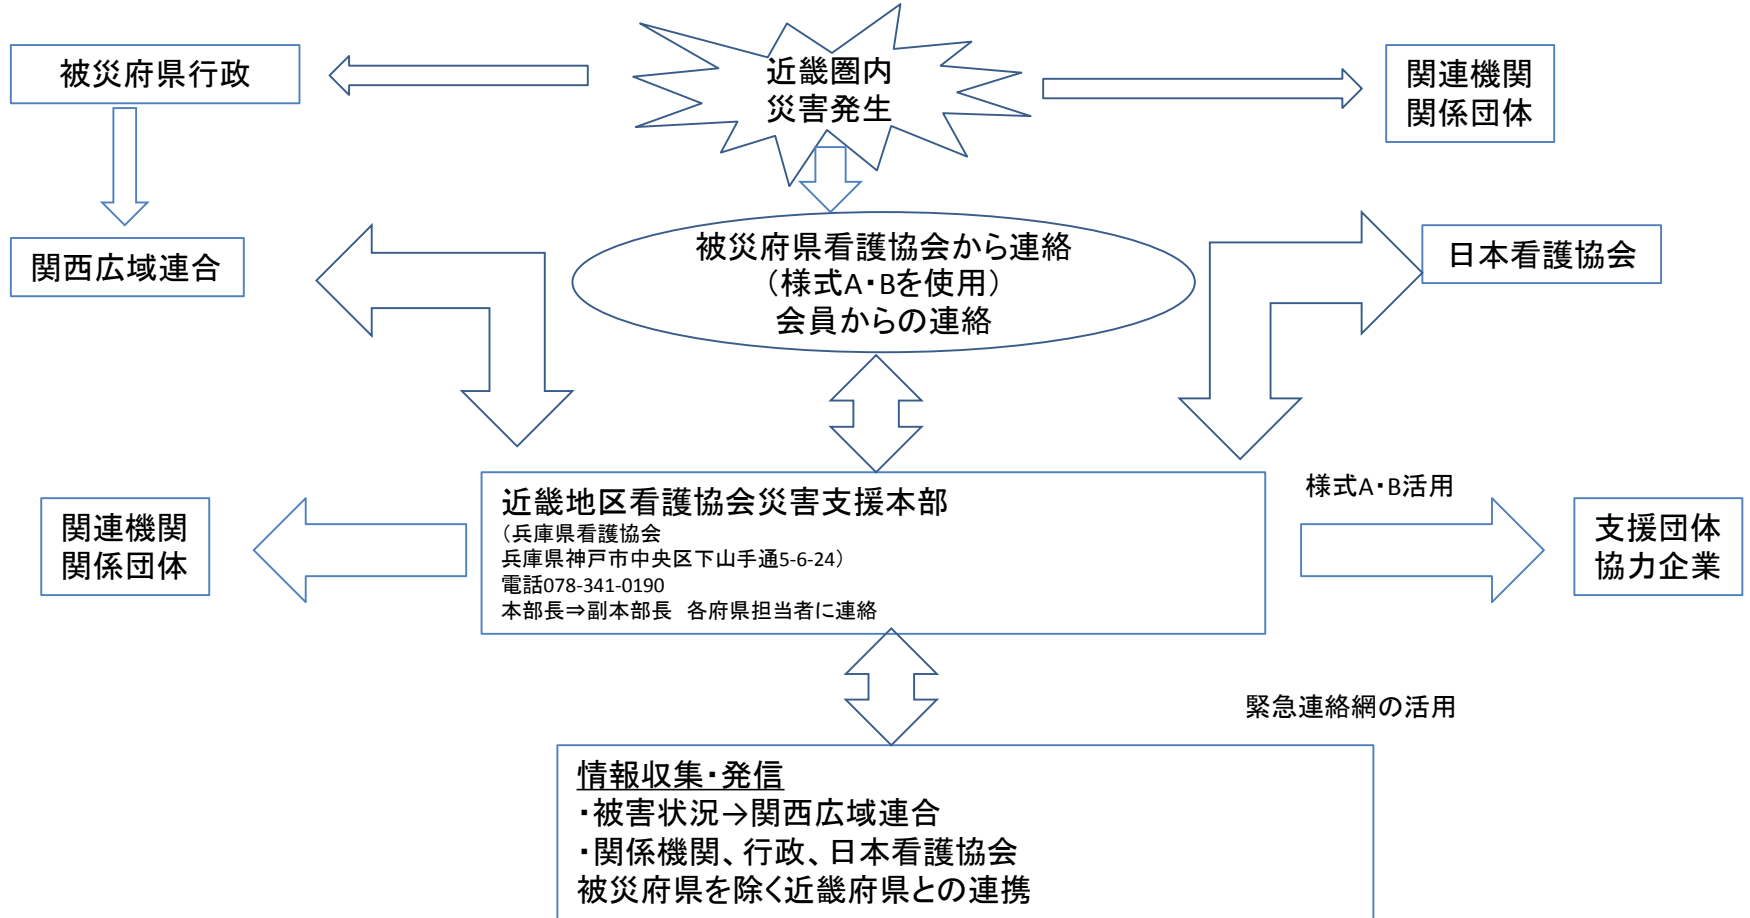 近畿圏内
災害発生
被災府県行政
関連機関
関係団体
関西広域連合
被災府県看護協会から連絡
（様式A・Bを使用）
会員からの連絡
日本看護協会
近畿地区看護協会災害支援本部
（兵庫県看護協会
兵庫県神戸市中央区下山手通5-6-24）
電話078-341-0190
本部長⇒副本部長　各府県担当者に連絡
関連機関
関係団体
様式A・B活用
支援団体
協力企業
緊急連絡網の活用
情報収集・発信
・被害状況→関西広域連合
・関係機関、行政、日本看護協会
被災府県を除く近畿府県との連携